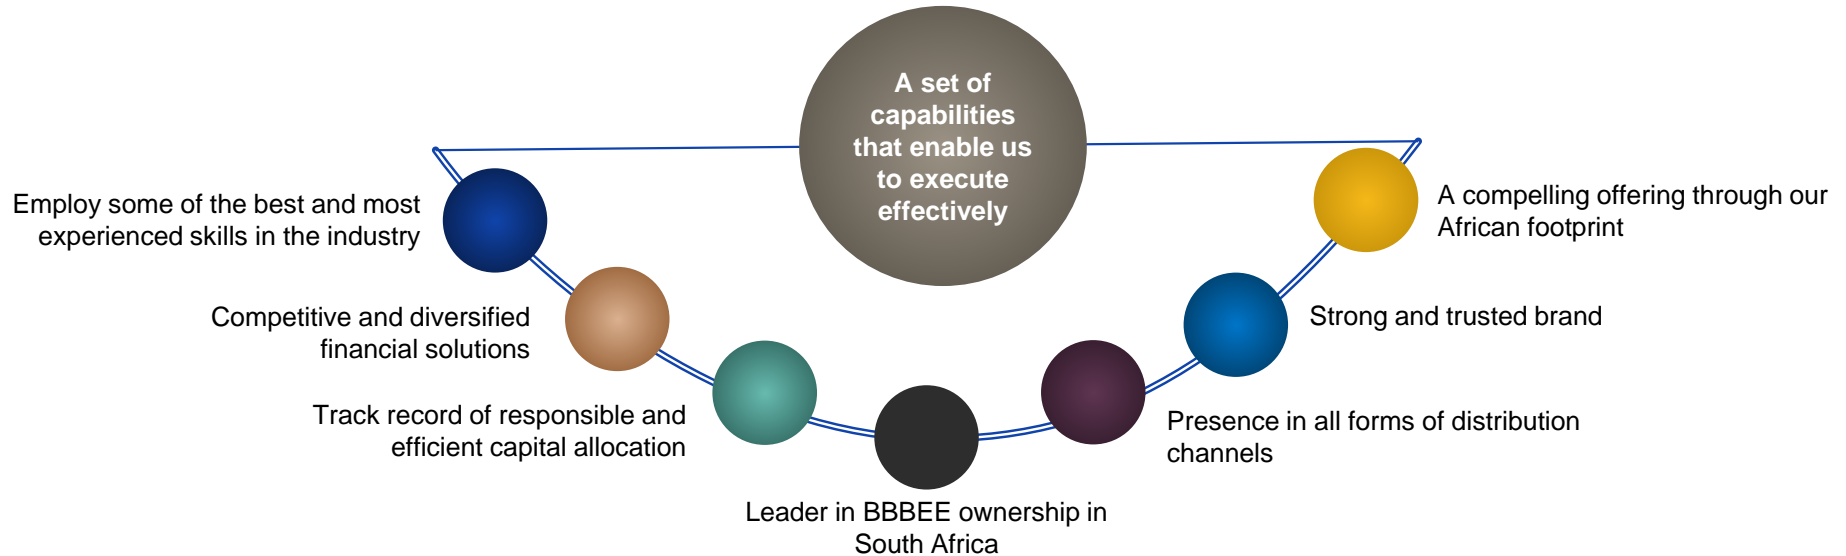 A set of
capabilities
that enable us
to execute
effectively
Employ some of the best and most
experienced skills in the industry
Competitive and diversified
financial solutions
Track record of responsible and
efficient capital allocation
Leader in BBBEE ownership in
South Africa
Presence in all forms of distribution
channels
Strong and trusted brand
A compelling offering through our
African footprint